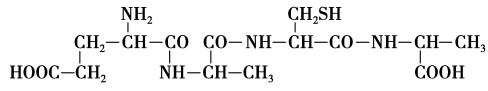 NH₂ CH₂SH
CH₂—CH—CO CO—NH—CH—CO—NH—CH—CH₃
HOOC—CH₂ NH—CH—CH₃ COOH